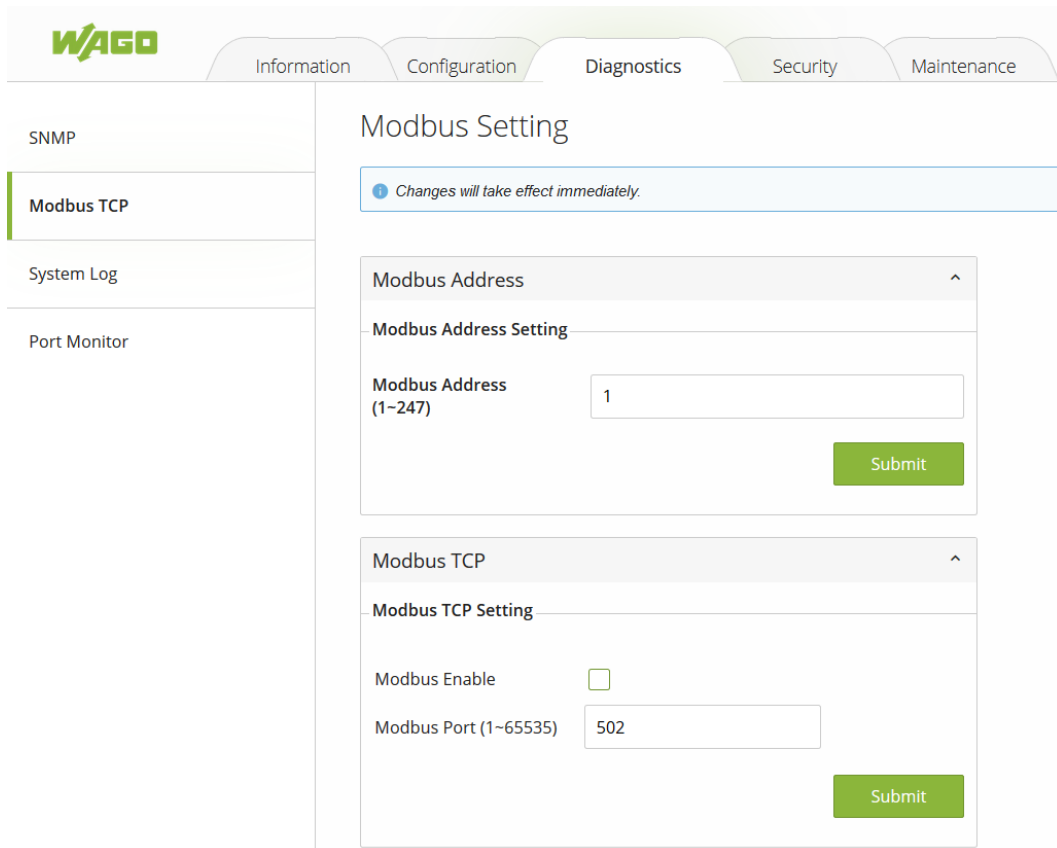 WAGO
Information Configuration Diagnostics Security Maintenance
SNMP
Modbus TCP
System Log
Port Monitor
Modbus Setting
Changes will take effect immediately.
Modbus Address
Modbus Address Setting
Modbus Address
(1~247)
1
Submit
Modbus TCP
Modbus TCP Setting
Modbus Enable
Modbus Port (1~65535) 502
Submit